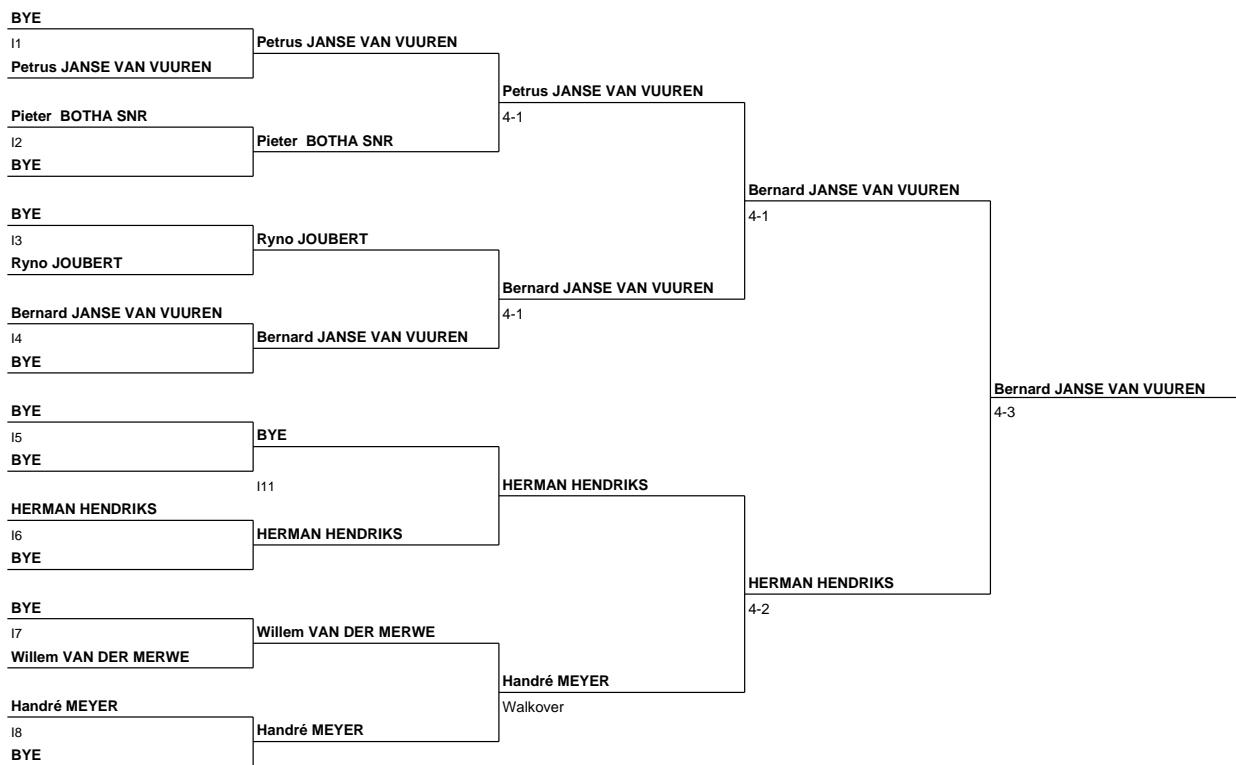 BYE
I1
Petrus JANSE VAN VUUREN
Petrus JANSE VAN VUUREN
Petrus JANSE VAN VUUREN
4-1
Pieter  BOTHA SNR
I2
BYE
Pieter  BOTHA SNR
Bernard JANSE VAN VUUREN
4-1
BYE
I3
Ryno JOUBERT
Ryno JOUBERT
Bernard JANSE VAN VUUREN
4-1
Bernard JANSE VAN VUUREN
I4
BYE
Bernard JANSE VAN VUUREN
Bernard JANSE VAN VUUREN
4-3
BYE
I5
BYE
BYE
I11
HERMAN HENDRIKS
HERMAN HENDRIKS
I6
BYE
HERMAN HENDRIKS
HERMAN HENDRIKS
4-2
BYE
I7
Willem VAN DER MERWE
Willem VAN DER MERWE
Handré MEYER
Walkover
Handré MEYER
I8
BYE
Handré MEYER